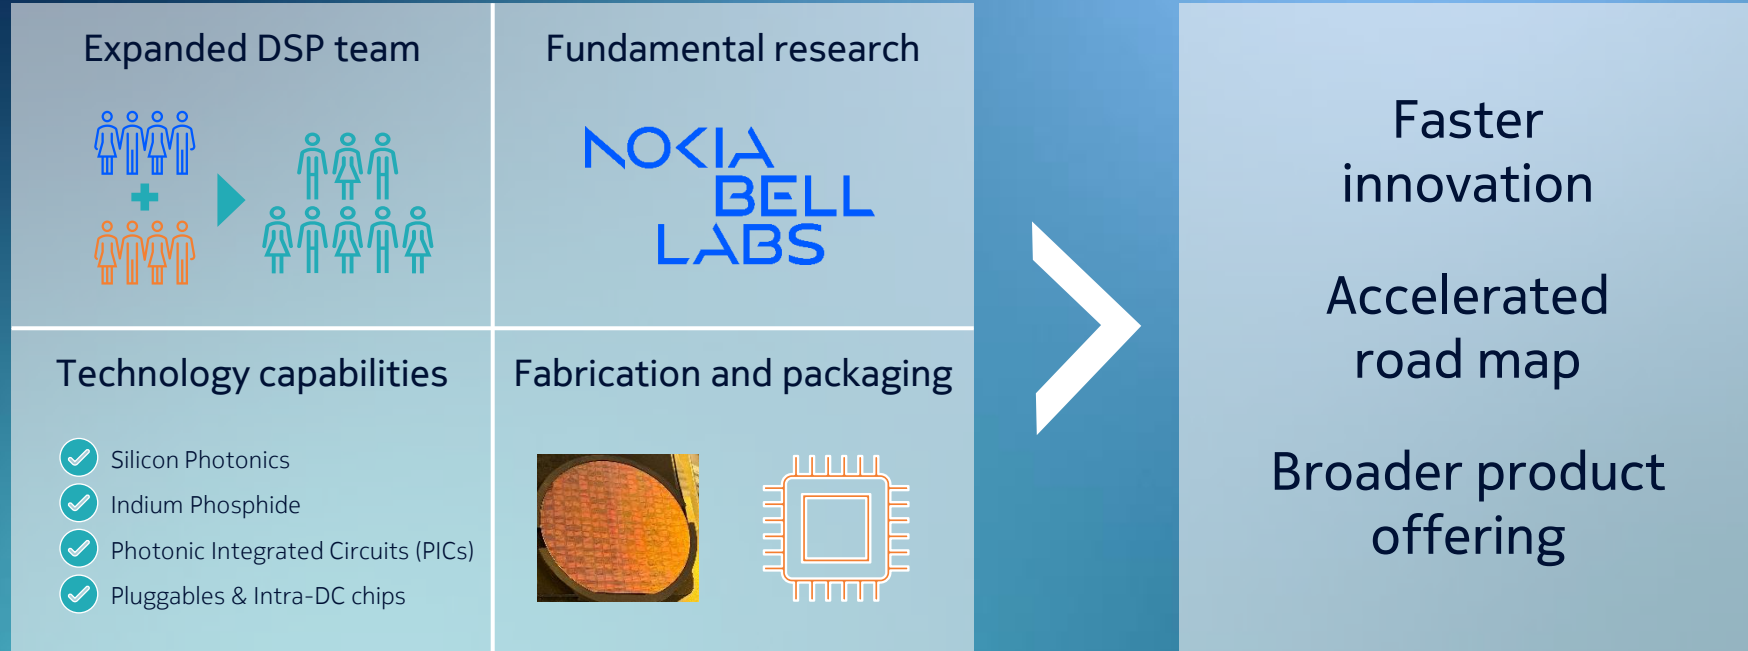 Expanded DSP team
Fundamental research
NOKIA
BELL
LABS
Technology capabilities
Silicon Photonics
Indium Phosphide
Photonic Integrated Circuits (PICs)
Pluggables & Intra-DC chips
Fabrication and packaging
Faster
innovation
Accelerated
road map
Broader product
offering